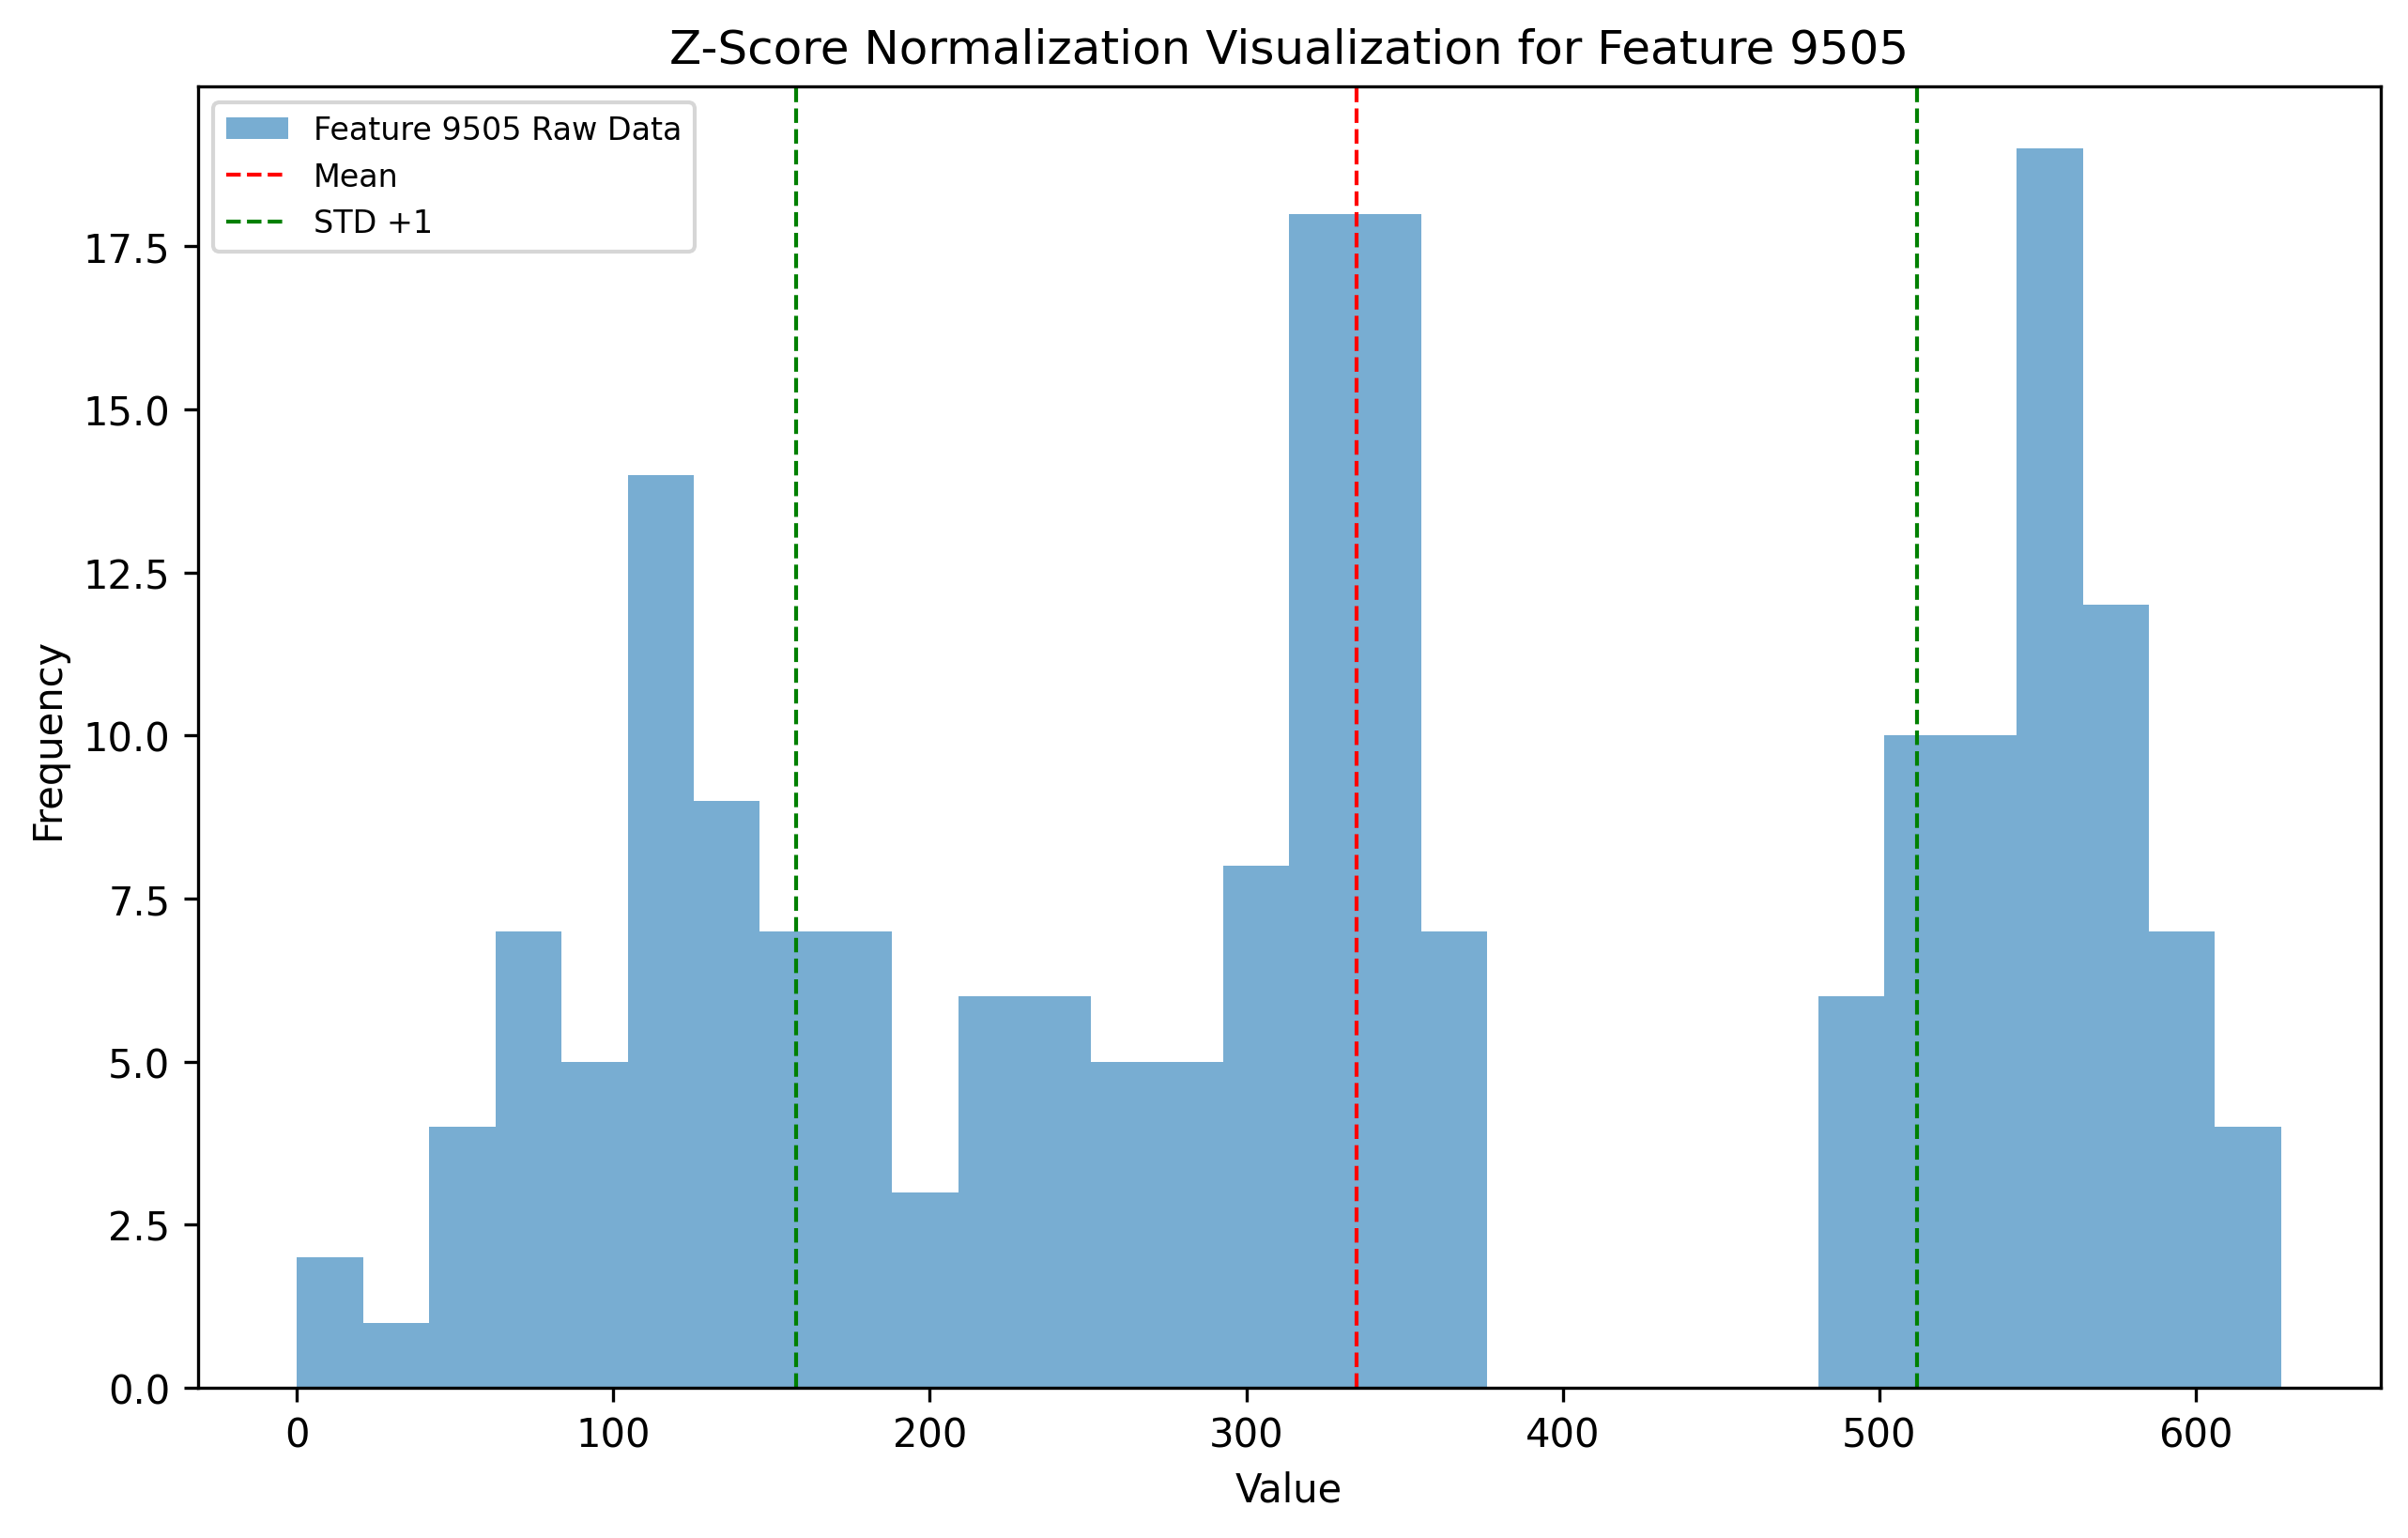 Z-Score Normalization Visualization for Feature 9505
Feature 9505 Raw Data
Mean
STD +1
17.5
15.0
12.5
10.0
7.5
5.0
2.5
0.0
Frequency
0 100 200 300 400 500 600
Value